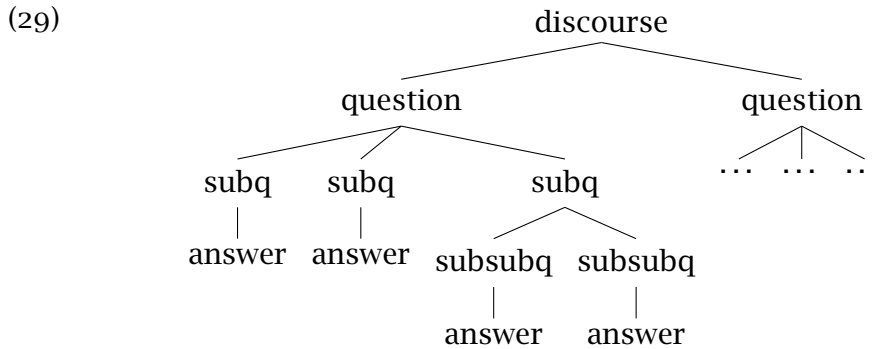 (29)
discourse
question question
subq subq subq … … ..
answer answer
subsubq subsubq
answer answer